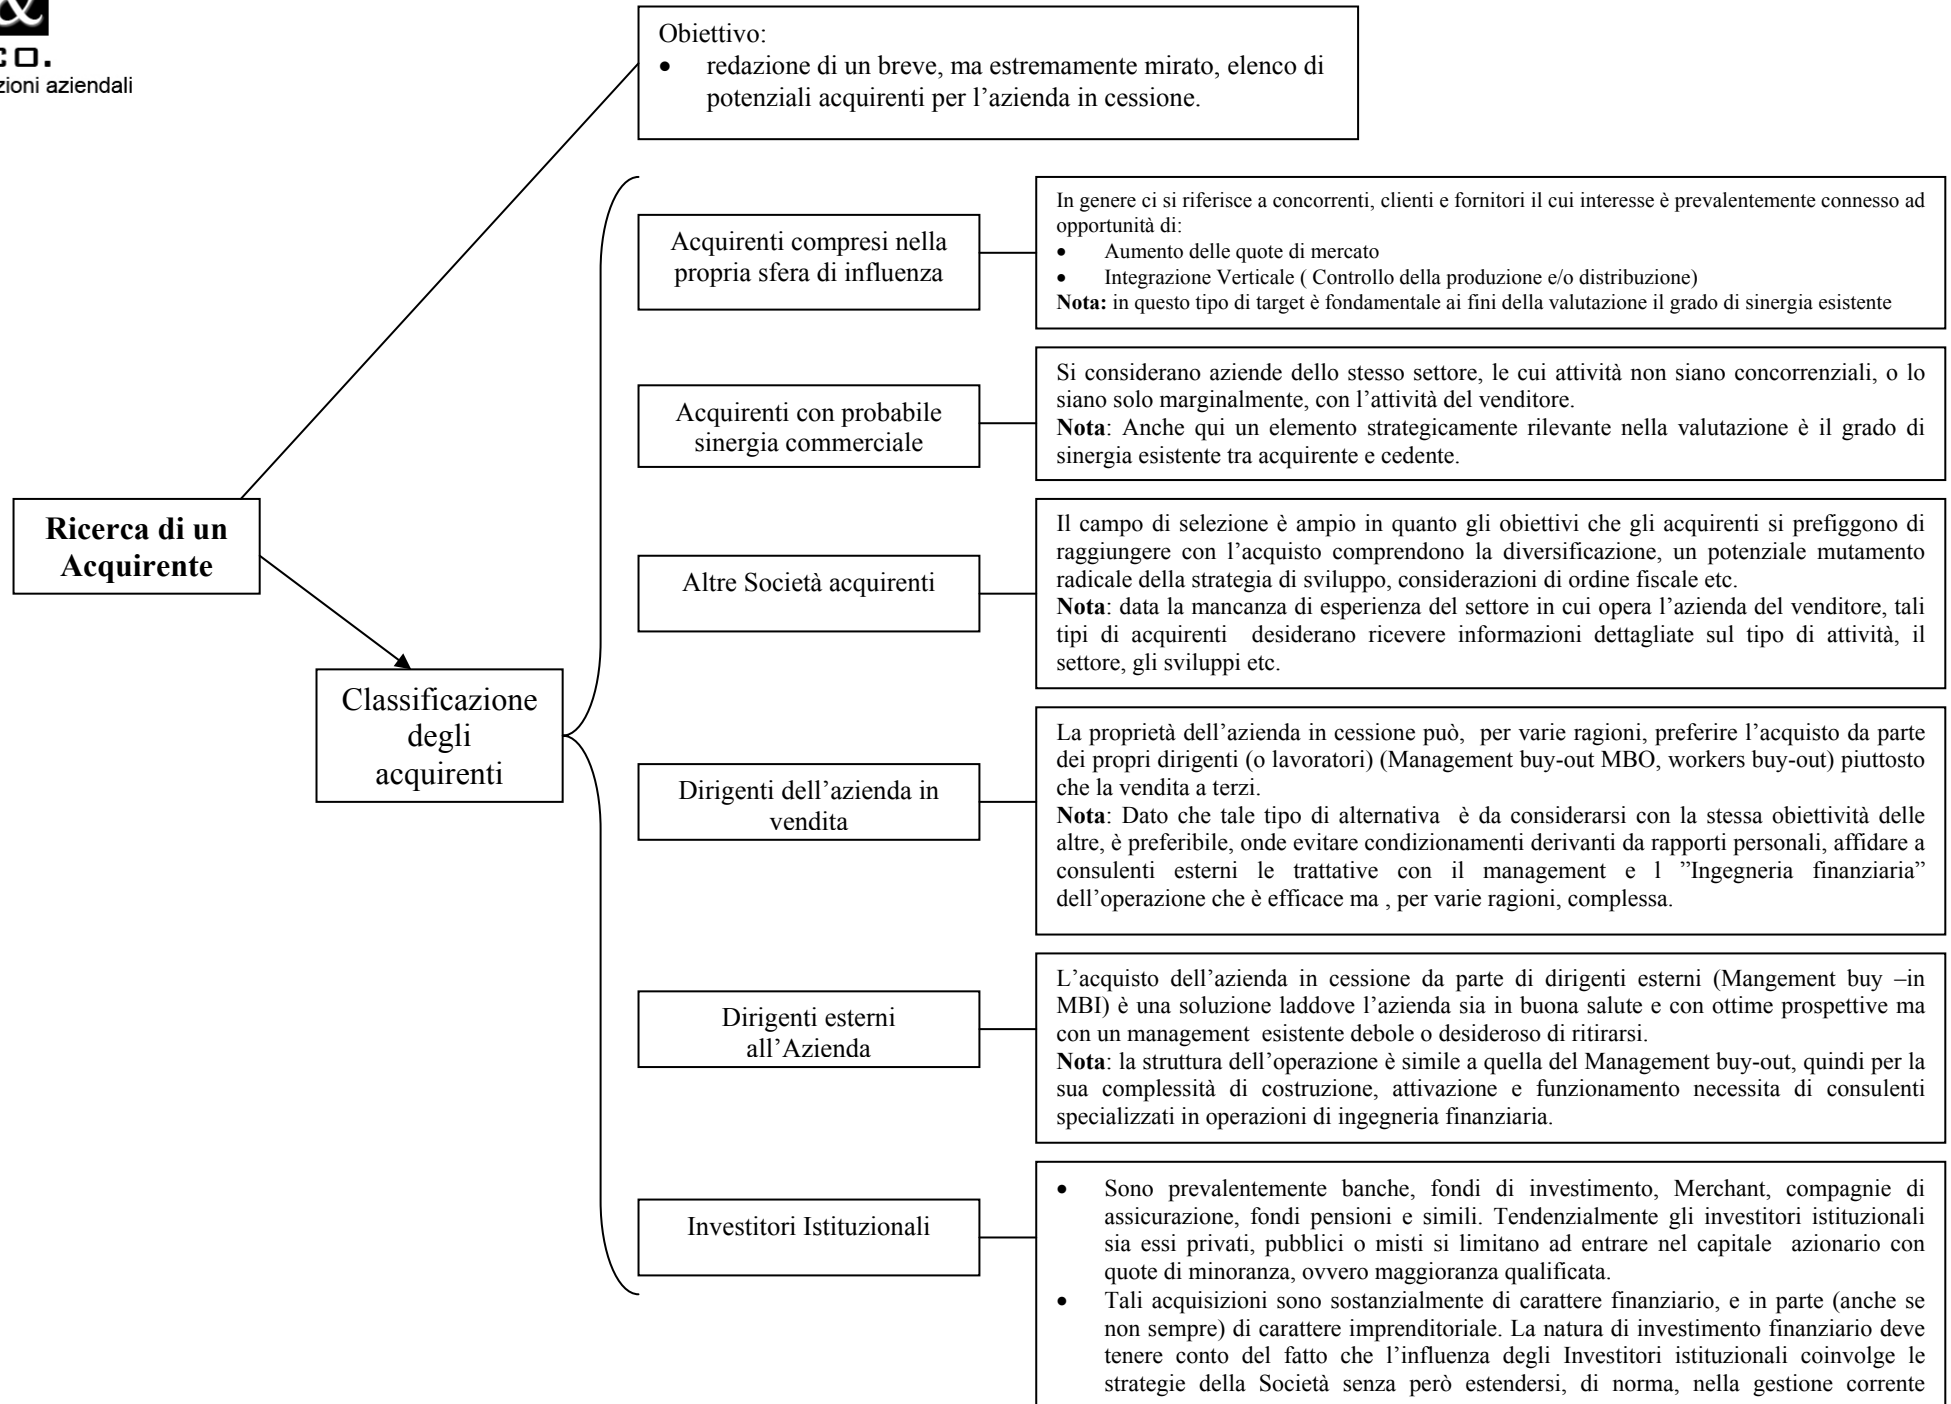 &
co.
zioni aziendali
Obiettivo:
• redazione di un breve, ma estremamente mirato, elenco di
potenziali acquirenti per l’azienda in cessione.
Ricerca di un
Acquirente
Classificazione
degli
acquirenti
Acquirenti compresi nella
propria sfera di influenza
In genere ci si riferisce a concorrenti, clienti e fornitori il cui interesse è prevalentemente connesso ad
opportunità di:
• Aumento delle quote di mercato
• Integrazione Verticale ( Controllo della produzione e/o distribuzione)
Nota: in questo tipo di target è fondamentale ai fini della valutazione il grado di sinergia esistente
Acquirenti con probabile
sinergia commerciale
Si considerano aziende dello stesso settore, le cui attività non siano concorrenziali, o lo
siano solo marginalmente, con l’attività del venditore.
Nota: Anche qui un elemento strategicamente rilevante nella valutazione è il grado di
sinergia esistente tra acquirente e cedente.
Altre Società acquirenti
Il campo di selezione è ampio in quanto gli obiettivi che gli acquirenti si prefiggono di
raggiungere con l’acquisto comprendono la diversificazione, un potenziale mutamento
radicale della strategia di sviluppo, considerazioni di ordine fiscale etc.
Nota: data la mancanza di esperienza del settore in cui opera l’azienda del venditore, tali
tipi di acquirenti desiderano ricevere informazioni dettagliate sul tipo di attività, il
settore, gli sviluppi etc.
Dirigenti dell’azienda in
vendita
La proprietà dell’azienda in cessione può, per varie ragioni, preferire l’acquisto da parte
dei propri dirigenti (o lavoratori) (Management buy-out MBO, workers buy-out) piuttosto
che la vendita a terzi.
Nota: Dato che tale tipo di alternativa è da considerarsi con la stessa obiettività delle
altre, è preferibile, onde evitare condizionamenti derivanti da rapporti personali, affidare a
consulenti esterni le trattative con il management e l ”Ingegneria finanziaria”
dell’operazione che è efficace ma , per varie ragioni, complessa.
Dirigenti esterni
all’Azienda
L’acquisto dell’azienda in cessione da parte di dirigenti esterni (Mangement buy –in
MBI) è una soluzione laddove l’azienda sia in buona salute e con ottime prospettive ma
con un management esistente debole o desideroso di ritirarsi.
Nota: la struttura dell’operazione è simile a quella del Management buy-out, quindi per la
sua complessità di costruzione, attivazione e funzionamento necessita di consulenti
specializzati in operazioni di ingegneria finanziaria.
Investitori Istituzionali
• Sono prevalentemente banche, fondi di investimento, Merchant, compagnie di
assicurazione, fondi pensioni e simili. Tendenzialmente gli investitori istituzionali
sia essi privati, pubblici o misti si limitano ad entrare nel capitale azionario con
quote di minoranza, ovvero maggioranza qualificata.
• Tali acquisizioni sono sostanzialmente di carattere finanziario, e in parte (anche se
non sempre) di carattere imprenditoriale. La natura di investimento finanziario deve
tenere conto del fatto che l’influenza degli Investitori istituzionali coinvolge le
strategie della Società senza però estendersi, di norma, nella gestione corrente